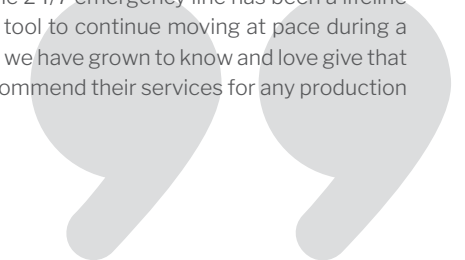 24/7 emergency line has been a lifeline
tool to continue moving at pace during a
we have grown to know and love give that
ommend their services for any production